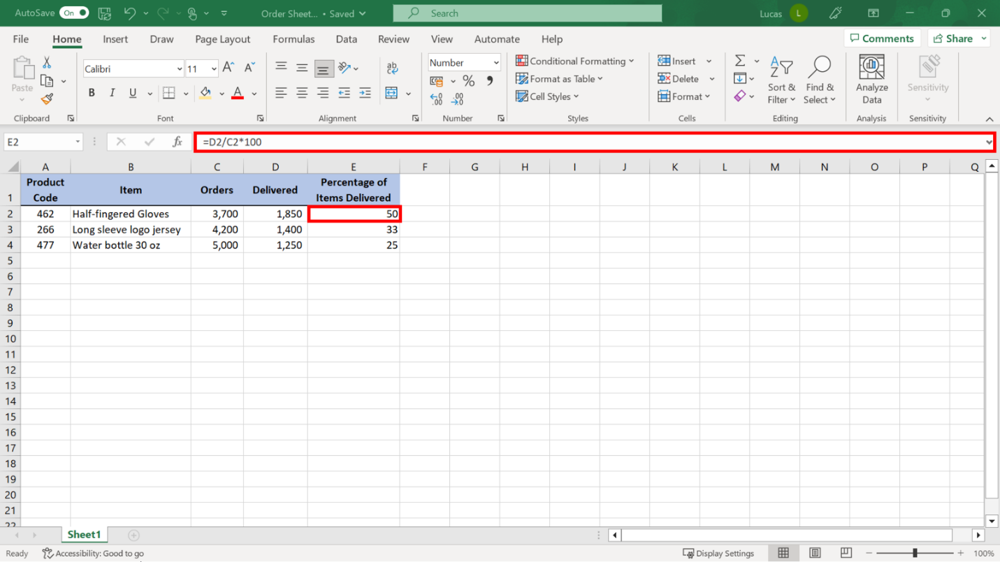 AutoSave On Order Sheet... • Saved Search Lucas L
File Home Insert Draw Page Layout Formulas Data Review View Automate Help Comments Share
Paste Calibri 11 A A B I U A ab c Number % , .00 .0 .00 .0 Conditional Formatting Format as Table Cell Styles Insert Delete Format Σ A Z Sort & Filter Find & Select Analyze Data Sensitivity
Clipboard Font Alignment Number Styles Cells Editing Analysis Sensitivity
E2 fx =D2/C2*100
A B C D E F G H I J K L M N O P Q
1 Product Code Item Orders Delivered Percentage of Items Delivered
2 462 Half-fingered Gloves 3,700 1,850 50
3 266 Long sleeve logo jersey 4,200 1,400 33
4 477 Water bottle 30 oz 5,000 1,250 25
5
6
7
8
9
10
11
12
13
14
15
16
17
18
19
20
21
22
Sheet1
Ready Accessibility: Good to go Display Settings 100%